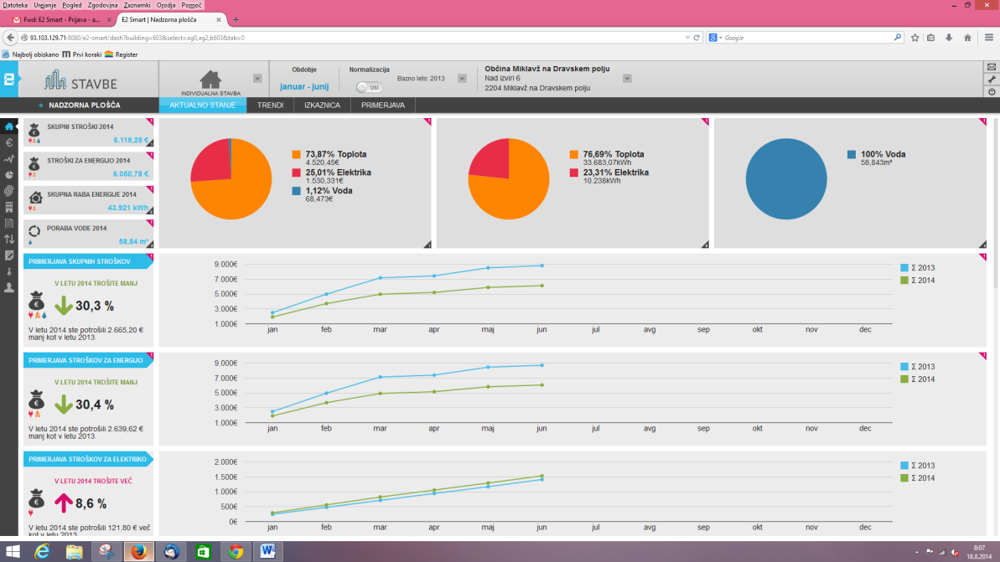 Datoteka Urejanje Pogled Zgodovina Zaznamki Orodja Pomoč
Fwd: E2 Smart - Prijava - a... × E2 Smart | Nadzorna plošča × +
93.103.129.71:8080/e2-smart/dash?building=603&select=ag0,ag2,b603&tab=0
Google
Najbolj obiskano Prvi koraki Register
STAVBE
INDIVIDUALNA STAVBA
Obdobje
januar - junij
Normalizacija
Izkl
Bazno leto: 2013
Občina Miklavž na Dravskem polju
Nad izviri 6
2204 Miklavž na Dravskem polju
NADZORNA PLOŠČA
AKTUALNO STANJE TRENDI IZKAZNICA PRIMERJAVA
SKUPNI STROŠKI 2014
6.119,25 €
STROŠKI ZA ENERGIJO 2014
6.050,78 €
SKUPNA RABA ENERGIJE 2014
43.921 kWh
PORABA VODE 2014
58,84 m³
73,87% Toplota
4.520,45€
25,01% Elektrika
1.530,331€
1,12% Voda
68,473€
76,69% Toplota
33.683,07kWh
23,31% Elektrika
10.238kWh
100% Voda
58,843m³
PRIMERJAVA SKUPNIH STROŠKOV
V LETU 2014 TROŠITE MANJ
30,3 %
V letu 2014 ste potrošili 2.665,20 €
manj kot v letu 2013.
9.000€
7.000€
5.000€
3.000€
1.000€
jan feb mar apr maj jun jul avg sep okt nov dec
Σ 2013
Σ 2014
PRIMERJAVA STROŠKOV ZA ENERGIJO
V LETU 2014 TROŠITE MANJ
30,4 %
V letu 2014 ste potrošili 2.639,62 €
manj kot v letu 2013.
9.000€
7.000€
5.000€
3.000€
1.000€
jan feb mar apr maj jun jul avg sep okt nov dec
Σ 2013
Σ 2014
PRIMERJAVA STROŠKOV ZA ELEKTRIKO
V LETU 2014 TROŠITE VEČ
8,6 %
V letu 2014 ste potrošili 121,80 € več
kot v letu 2013.
2.000€
1.500€
1.000€
500€
0€
jan feb mar apr maj jun jul avg sep okt nov dec
Σ 2013
Σ 2014
8:07
18.8.2014